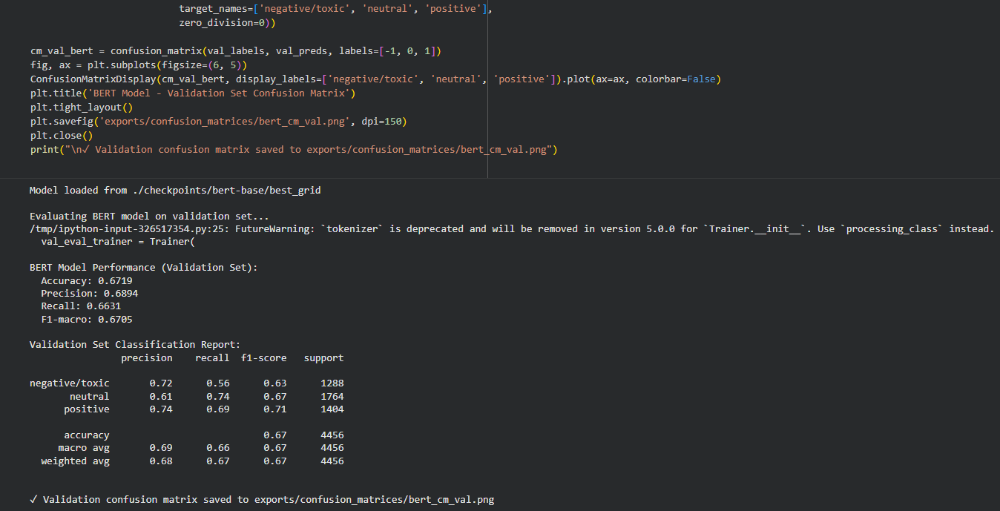 target_names=['negative/toxic', 'neutral', 'positive'],
zero_division=0))
cm_val_bert = confusion_matrix(val_labels, val_preds, labels=[-1, 0, 1])
fig, ax = plt.subplots(figsize=(6, 5))
ConfusionMatrixDisplay(cm_val_bert, display_labels=['negative/toxic', 'neutral', 'positive']).plot(ax=ax, colorbar=False)
plt.title('BERT Model - Validation Set Confusion Matrix')
plt.tight_layout()
plt.savefig('exports/confusion_matrices/bert_cm_val.png', dpi=150)
plt.close()
print("\n✓ Validation confusion matrix saved to exports/confusion_matrices/bert_cm_val.png")
Model loaded from ./checkpoints/bert-base/best_grid
Evaluating BERT model on validation set...
/tmp/ipython-input-326517354.py:25: FutureWarning: `tokenizer` is deprecated and will be removed in version 5.0.0 for `Trainer.__init__`. Use `processing_class` instead.
val_eval_trainer = Trainer(
BERT Model Performance (Validation Set):
Accuracy: 0.6719
Precision: 0.6894
Recall: 0.6631
F1-macro: 0.6705
Validation Set Classification Report:
precision recall f1-score support
negative/toxic 0.72 0.56 0.63 1288
neutral 0.61 0.74 0.67 1764
positive 0.74 0.69 0.71 1404
accuracy 0.67 4456
macro avg 0.69 0.66 0.67 4456
weighted avg 0.68 0.67 0.67 4456
✓ Validation confusion matrix saved to exports/confusion_matrices/bert_cm_val.png